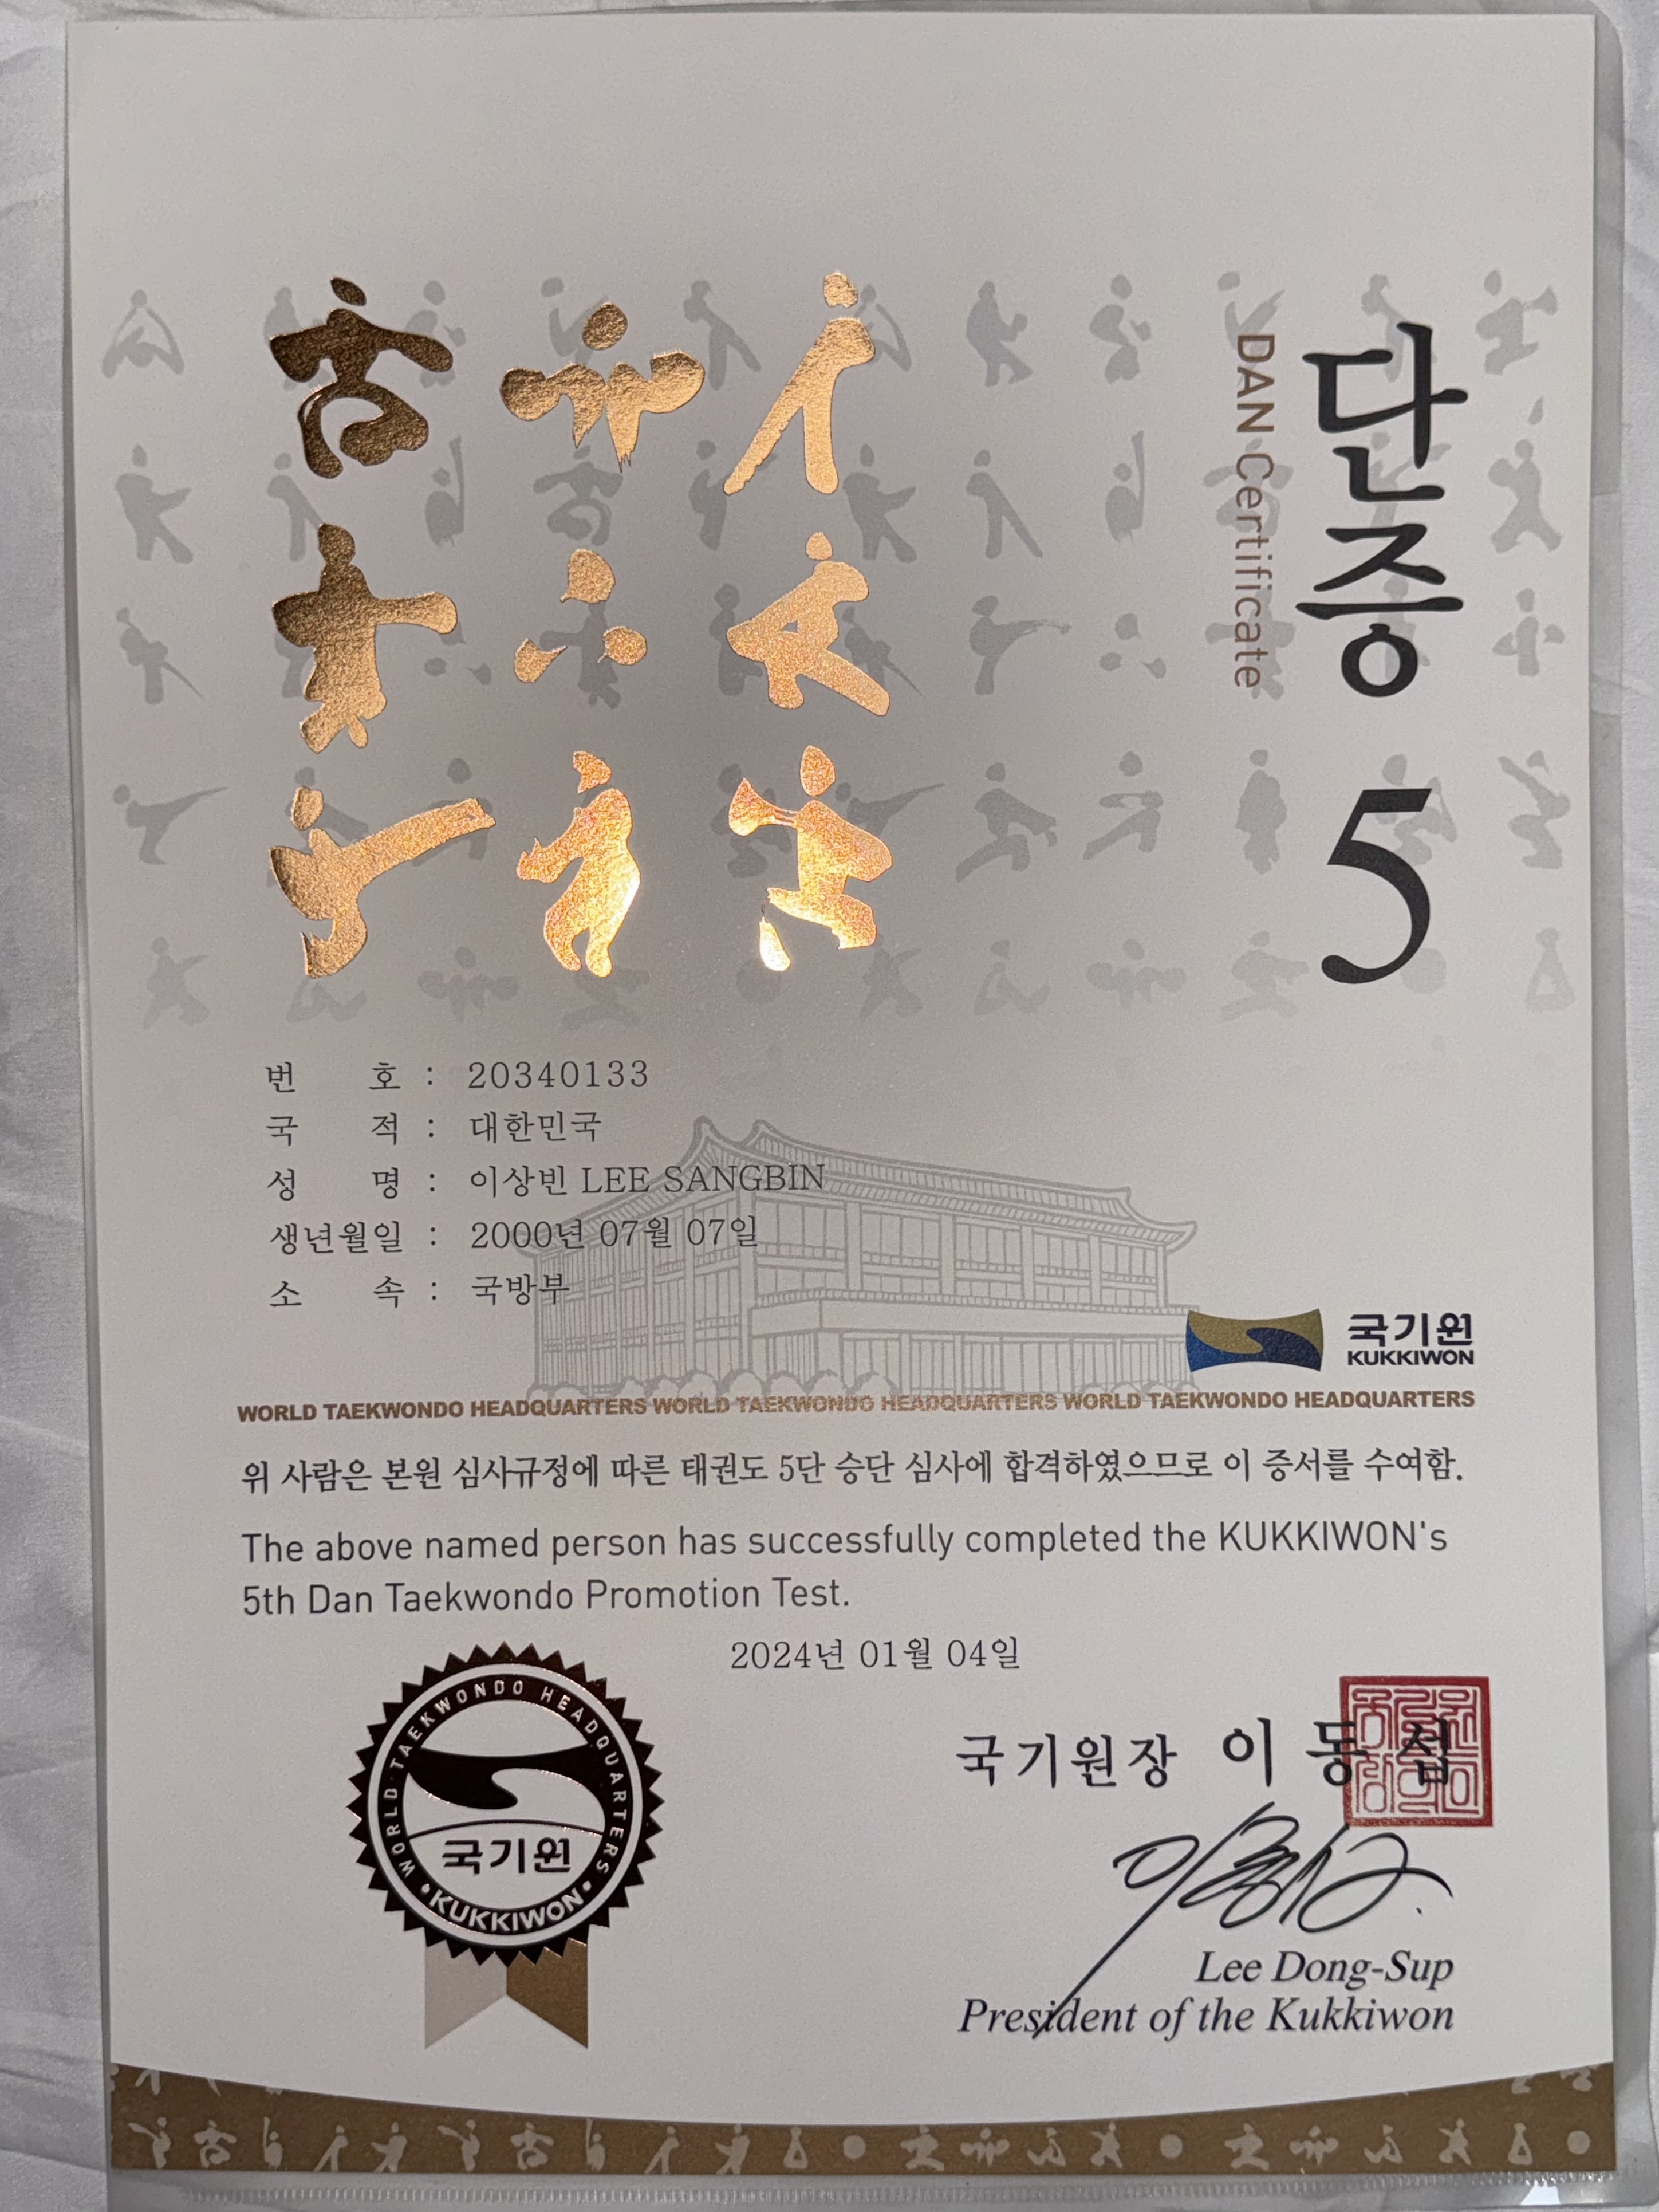 단증 5
DAN Certificate
번 호 : 20340133
국 적 : 대한민국
성 명 : 이상빈 LEE SANGBIN
생년월일 : 2000년 07월 07일
소 속 : 국방부
국기원
KUKKIWON
WORLD TAEKWONDO HEADQUARTERS WORLD TAEKWONDO HEADQUARTERS WORLD TAEKWONDO HEADQUARTERS
위 사람은 본원 심사규정에 따른 태권도 5단 승단 심사에 합격하였으므로 이 증서를 수여함.
The above named person has successfully completed the KUKKIWON's
5th Dan Taekwondo Promotion Test.
2024년 01월 04일
WORLD TAEKWONDO HEADQUARTERS
국기원
• KUKKIWON •
국기원장 이 동 섭
Lee Dong-Sup
President of the Kukkiwon